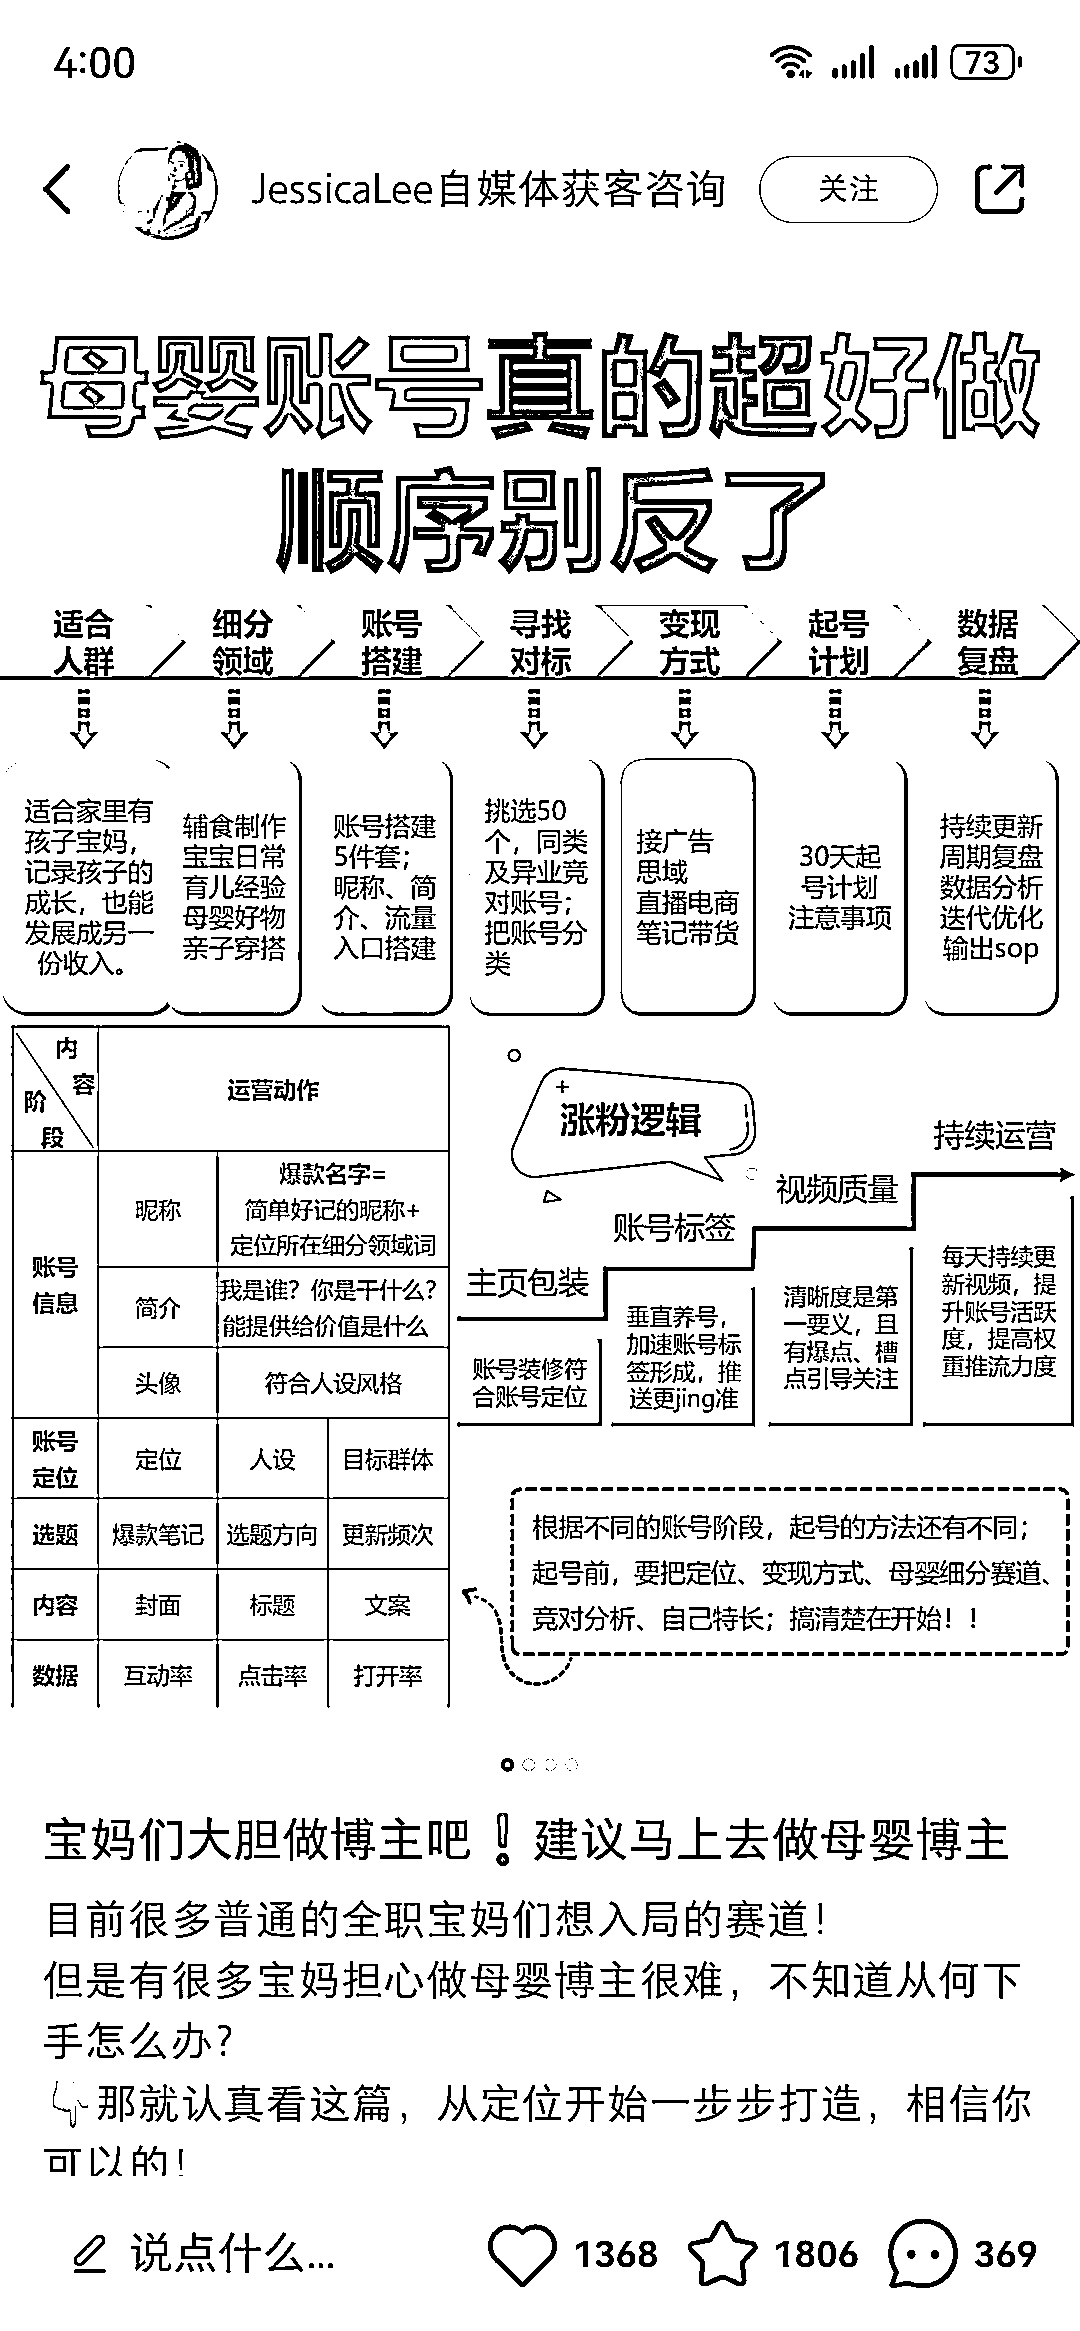 4:00
73
JessicaLee自媒体获客咨询
关注
母婴账号真的超好做
顺序别反了
适合
人群
细分
领域
账号
搭建
寻找
对标
变现
方式
起号
计划
数据
复盘
适合家里有
孩子宝妈，
记录孩子的
成长，也能
发展成另一
份收入。
辅食制作
宝宝日常
育儿经验
母婴好物
亲子穿搭
账号搭建
5件套；
昵称、简
介、流量
入口搭建
挑选50
个，同类
及异业竞
对账号；
把账号分
类
接广告
思域
直播电商
笔记带货
30天起
号计划
注意事项
持续更新
周期复盘
数据分析
迭代优化
输出sop
内
容
阶
段
运营动作
账号
信息
昵称
爆款名字=
简单好记的昵称+
定位所在细分领域词
简介
我是谁？你是干什么？
能提供给价值是什么
头像
符合人设风格
账号
定位
定位
人设
目标群体
选题
爆款笔记
选题方向
更新频次
内容
封面
标题
文案
数据
互动率
点击率
打开率
涨粉逻辑
主页包装
账号装修符
合账号定位
账号标签
垂直养号，
加速账号标
签形成，推
送更jing准
视频质量
清晰度是第
一要义，且
有爆点、槽
点引导关注
持续运营
每天持续更
新视频，提
升账号活跃
度，提高权
重推流力度
根据不同的账号阶段，起号的方法还有不同；
起号前，要把定位、变现方式、母婴细分赛道、
竞对分析、自己特长；搞清楚在开始！！
宝妈们大胆做博主吧❗建议马上去做母婴博主
目前很多普通的全职宝妈们想入局的赛道！
但是有很多宝妈担心做母婴博主很难，不知道从何下
手怎么办？
👇那就认真看这篇，从定位开始一步步打造，相信你
可以的！
说点什么...
1368
1806
369